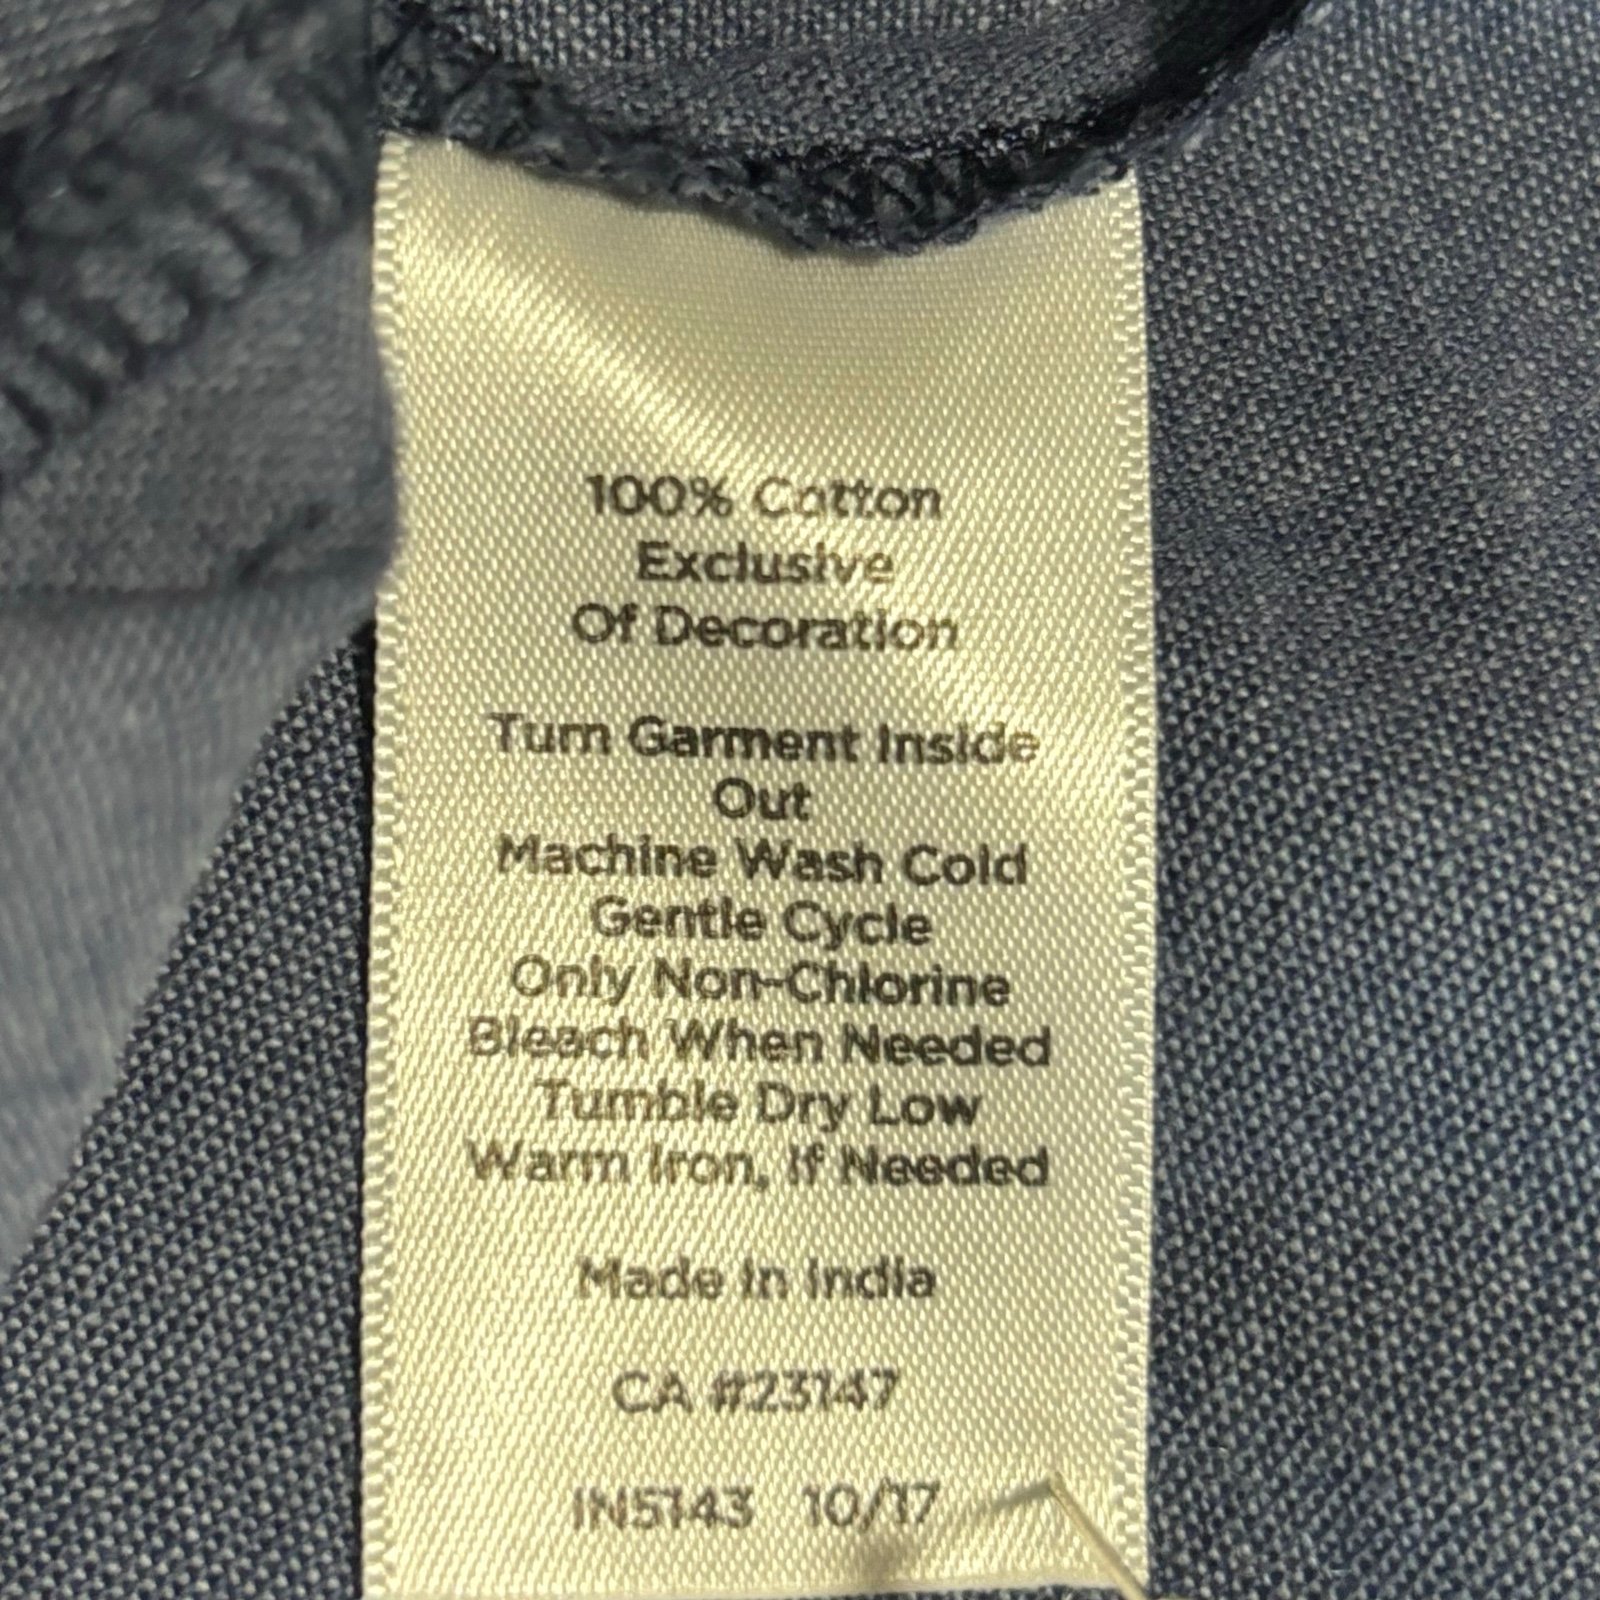 100% Cotton
Exclusive
Of Decoration
Turn Garment Inside
Out
Machine Wash Cold
Gentle Cycle
Only Non-Chlorine
Bleach When Needed
Tumble Dry Low
Warm Iron, If Needed
Made In India
CA #23147
IN5143 10/17